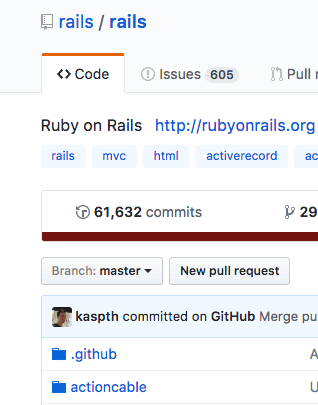 rails / rails
Code Issues 605 Pull r
Ruby on Rails http://rubyonrails.org
rails mvc html activerecord ac
61,632 commits 29
Branch: master New pull request
kaspth committed on GitHub Merge pu
.github A
actioncable U